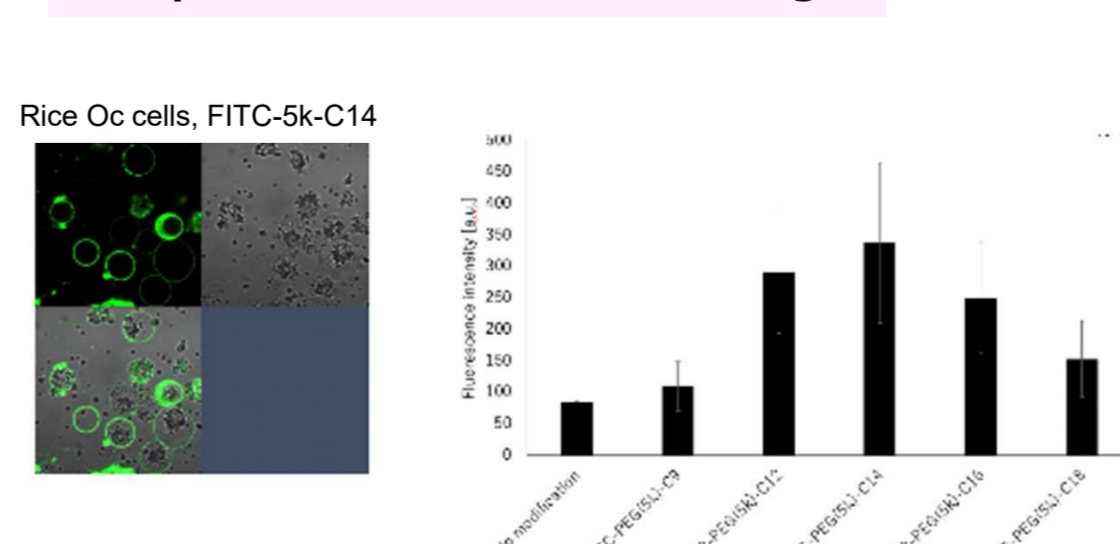 Rice Oc cells, FITC-5k-C14
500
450
400
350
300
250
200
150
100
50
0
Fluorescence intensity [a.u.]
modification
-PEG(5k)-C9
-PEG(5k)-C12
-PEG(5k)-C14
-PEG(5k)-C16
-PEG(5k)-C18